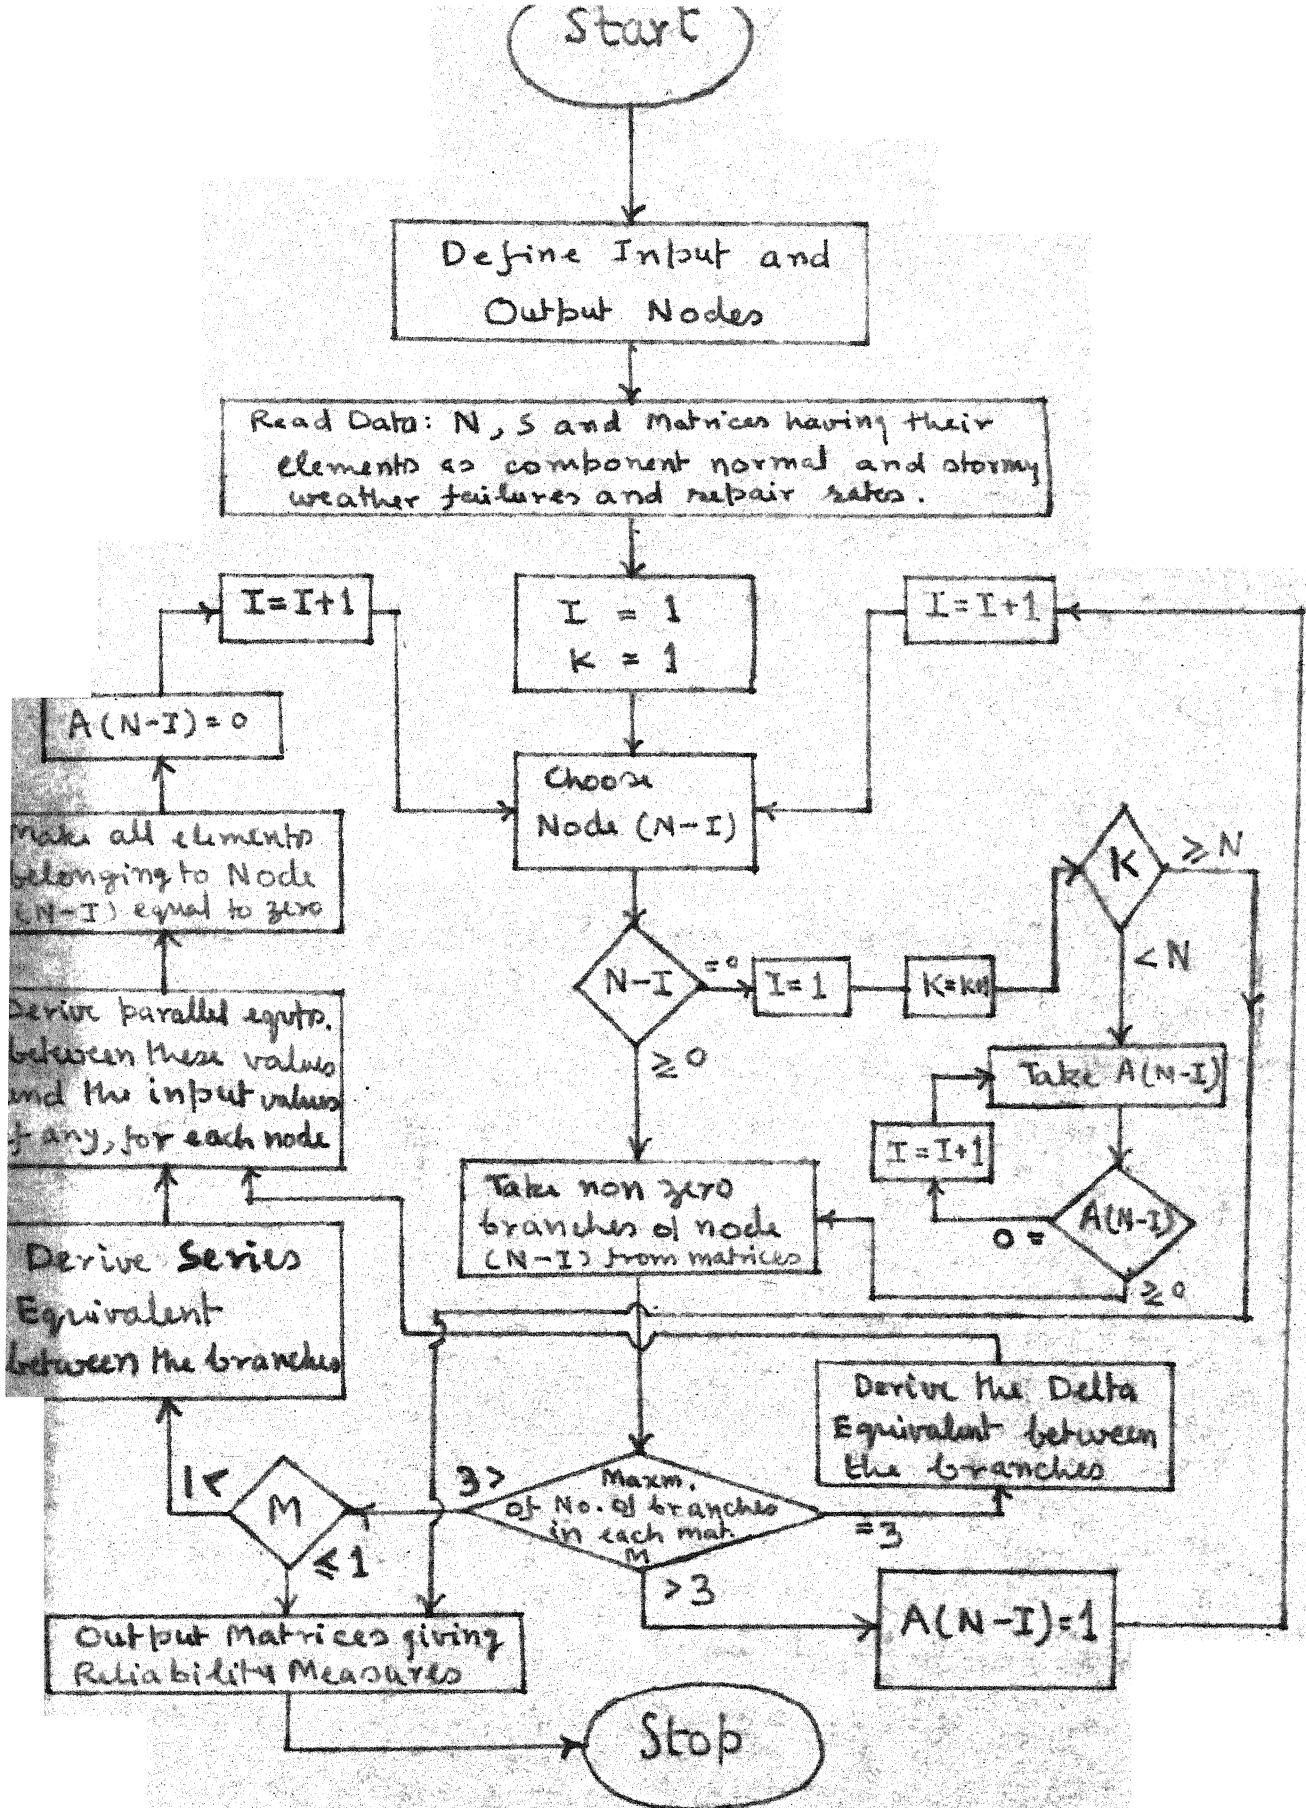 Start
Define Input and
Output Nodes
Read Data: N, S and Matrices having their
elements as component normal and stormy
weather failures and repair rates.
I=I+1
I = 1
K = 1
I=I+1
A(N-I)=0
Choose
Node (N-I)
Make all elements
belonging to Node
(N-I) equal to zero
K
≥N
<N
N-I
=0
I=1
≥0
Derive parallel eqvts.
between these values
and the input values
if any, for each node
Take A(N-I)
I=I+1
A(N-I)
0 =
≥0
Take non zero
branches of node
(N-I) from matrices
Derive Series
Equivalent
between the branches
Derive the Delta
Equivalent between
the branches
Maxm.
of No. of branches
in each mat.
M
3>
=3
>3
M
1<
≤1
A(N-I)=1
Output Matrices giving
Reliability Measures
Stop